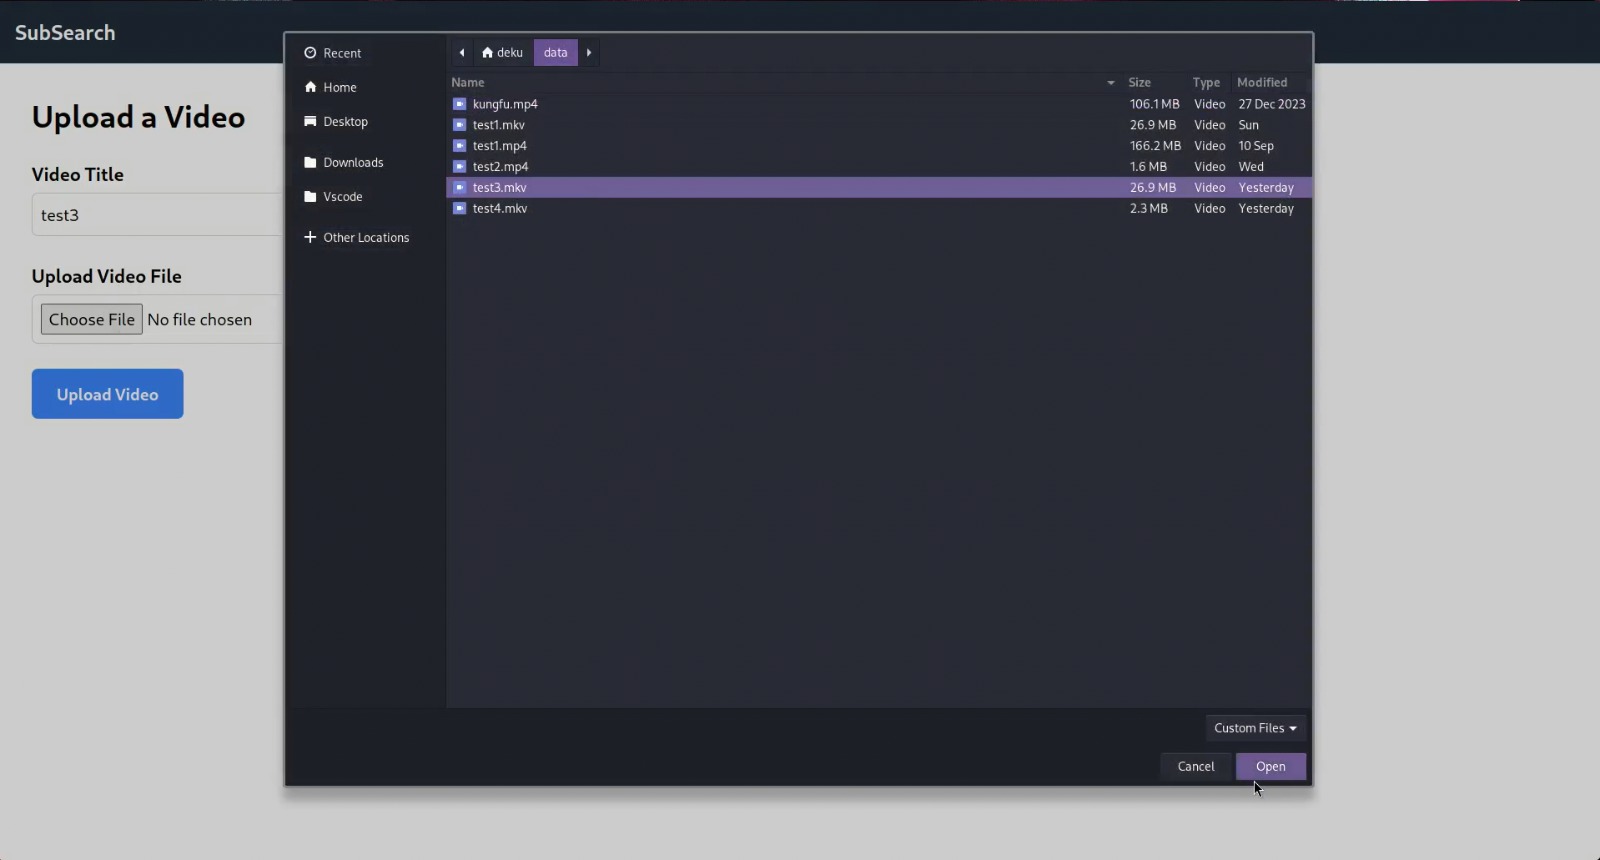 SubSearch
Upload a Video
Video Title
test3
Upload Video File
Choose File No file chosen
Upload Video
Recent
Home
Desktop
Downloads
Vscode
Other Locations
deku data
Name Size Type Modified
kungfu.mp4 106.1 MB Video 27 Dec 2023
test1.mkv 26.9 MB Video Sun
test1.mp4 166.2 MB Video 10 Sep
test2.mp4 1.6 MB Video Wed
test3.mkv 26.9 MB Video Yesterday
test4.mkv 2.3 MB Video Yesterday
Custom Files
Cancel Open